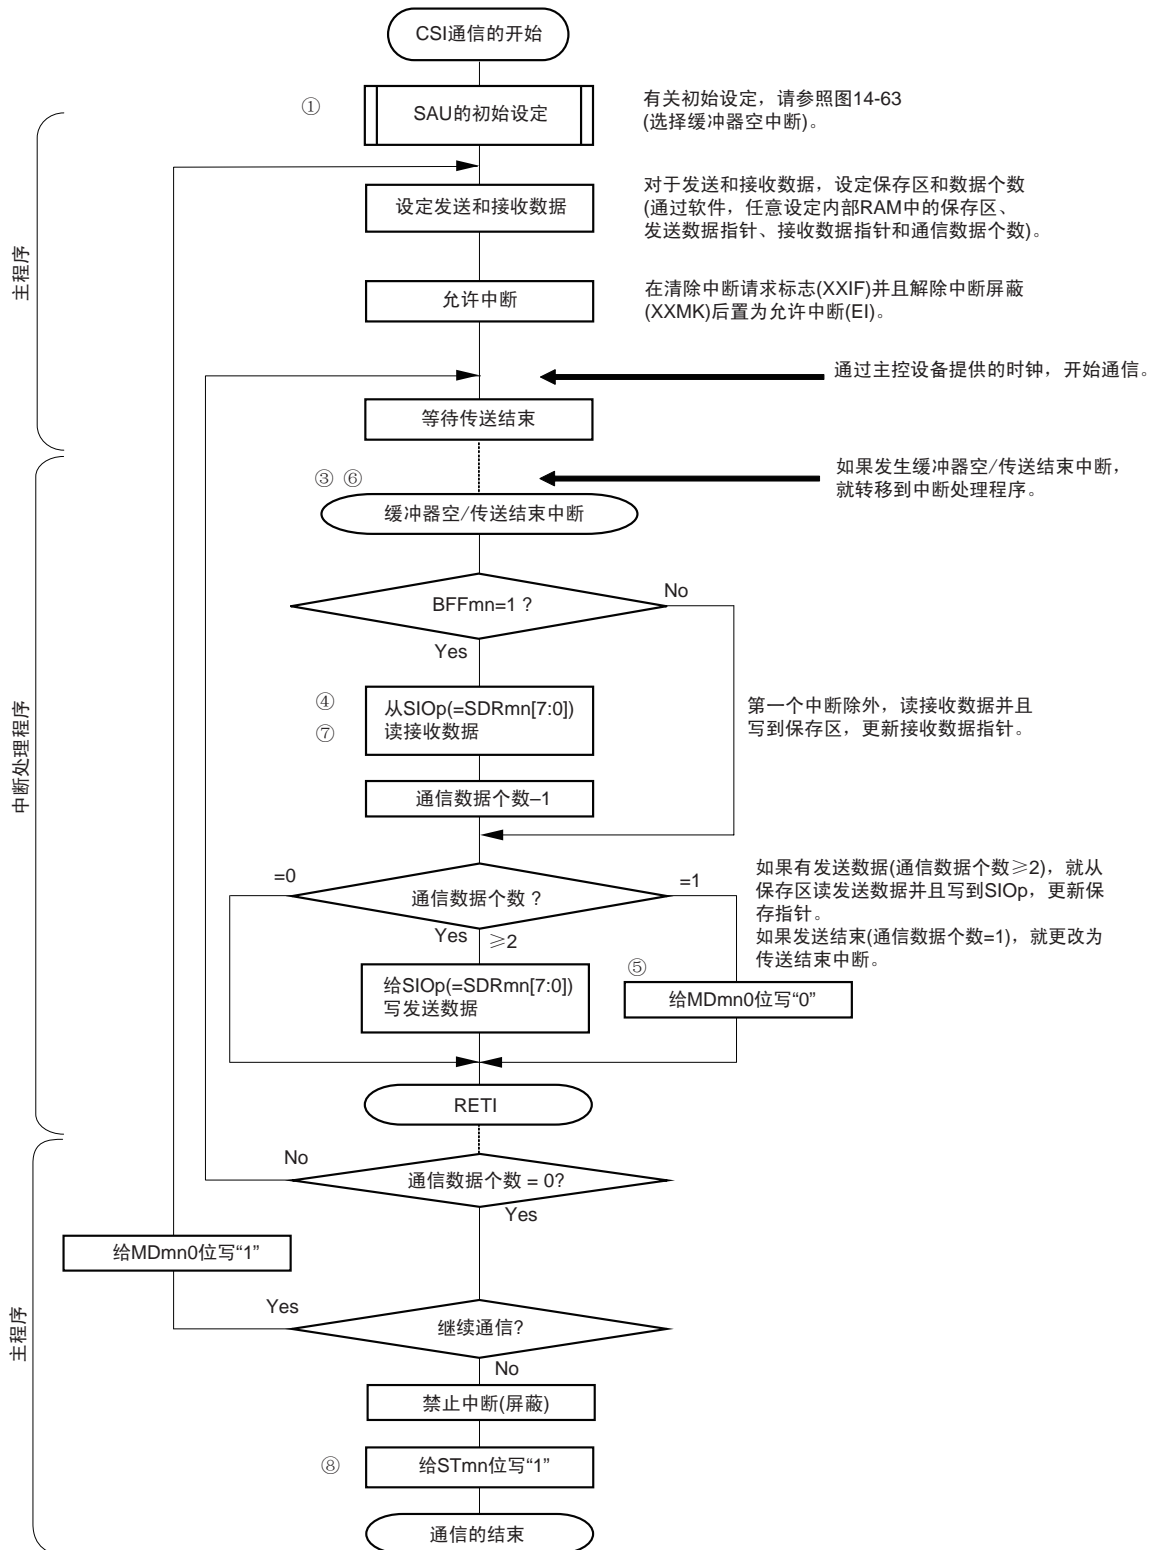 CSI通信的开始
①
SAU的初始设定
有关初始设定，请参照图14-63
(选择缓冲器空中断)。
设定发送和接收数据
对于发送和接收数据，设定保存区和数据个数
(通过软件，任意设定内部RAM中的保存区、
发送数据指针、接收数据指针和通信数据个数)。
主程序
允许中断
在清除中断请求标志(XXIF)并且解除中断屏蔽
(XXMK)后置为允许中断(EI)。
通过主控设备提供的时钟，开始通信。
等待传送结束
③ ⑥
如果发生缓冲器空/传送结束中断，
就转移到中断处理程序。
缓冲器空/传送结束中断
BFFmn=1 ?
No
Yes
④
⑦
从SIOp(=SDRmn[7:0])
读接收数据
第一个中断除外，读接收数据并且
写到保存区，更新接收数据指针。
中断处理程序
通信数据个数–1
=0
通信数据个数 ?
=1
Yes
≥2
如果有发送数据(通信数据个数≥2)，就从
保存区读发送数据并且写到SIOp，更新保
存指针。
如果发送结束(通信数据个数=1)，就更改为
传送结束中断。
给SIOp(=SDRmn[7:0])
写发送数据
⑤
给MDmn0位写“0”
RETI
No
通信数据个数 = 0?
Yes
给MDmn0位写“1”
主程序
Yes
继续通信?
No
禁止中断(屏蔽)
⑧
给STmn位写“1”
通信的结束